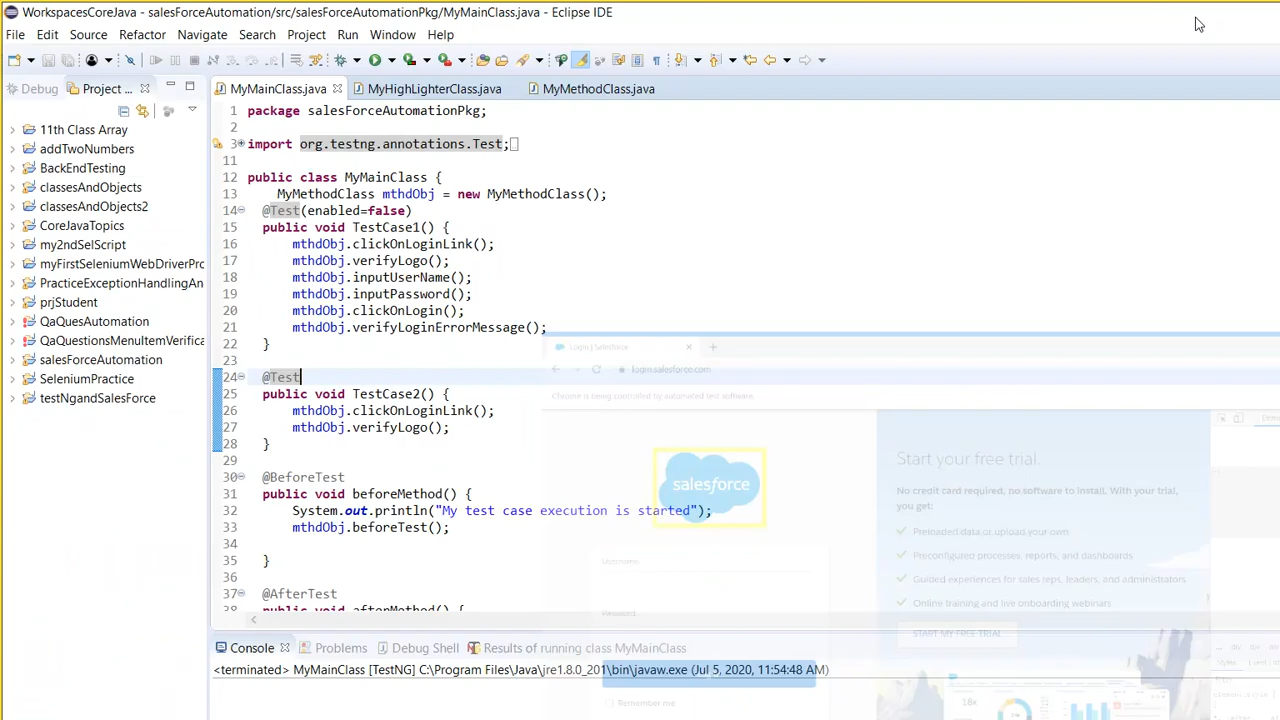 WorkspacesCoreJava - salesForceAutomation/src/salesForceAutomationPkg/MyMainClass.java - Eclipse IDE
File Edit Source Refactor Navigate Search Project Run Window Help
Debug Project ... MyMainClass.java MyHighLighterClass.java MyMethodClass.java
11th Class Array
addTwoNumbers
BackEndTesting
classesAndObjects
classesAndObjects2
CoreJavaTopics
my2ndSelScript
myFirstSeleniumWebDriverPro
PracticeExceptionHandlingAn
prjStudent
QaQuesAutomation
QaQuestionsMenuItemVerifica
salesForceAutomation
SeleniumPractice
testNgandSalesForce
1 package salesForceAutomationPkg;
2
3 import org.testng.annotations.Test;
11
12 public class MyMainClass {
13 MyMethodClass mthdObj = new MyMethodClass();
14 @Test(enabled=false)
15 public void TestCase1() {
16 mthdObj.clickOnLoginLink();
17 mthdObj.verifyLogo();
18 mthdObj.inputUserName();
19 mthdObj.inputPassword();
20 mthdObj.clickOnLogin();
21 mthdObj.verifyLoginErrorMessage();
22 }
23
24 @Test
25 public void TestCase2() {
26 mthdObj.clickOnLoginLink();
27 mthdObj.verifyLogo();
28 }
29
30 @BeforeTest
31 public void beforeMethod() {
32 System.out.println("My test case execution is started");
33 mthdObj.beforeTest();
34
35 }
36
37 @AfterTest
38 public void afterMethod() {
Login | Salesforce
login.salesforce.com
Chrome is being controlled by automated test software.
salesforce
Username
Password
Remember me
Start your free trial.
No credit card required, no software to install. With your trial,
you get:
Preloaded data or upload your own
Preconfigured processes, reports, and dashboards
Guided experiences for sales reps, leaders, and administrators
Online training and live onboarding webinars
START MY FREE TRIAL
18k
Console Problems Debug Shell Results of running class MyMainClass
<terminated> MyMainClass [TestNG] C:\Program Files\Java\jre1.8.0_201\bin\javaw.exe (Jul 5, 2020, 11:54:48 AM)